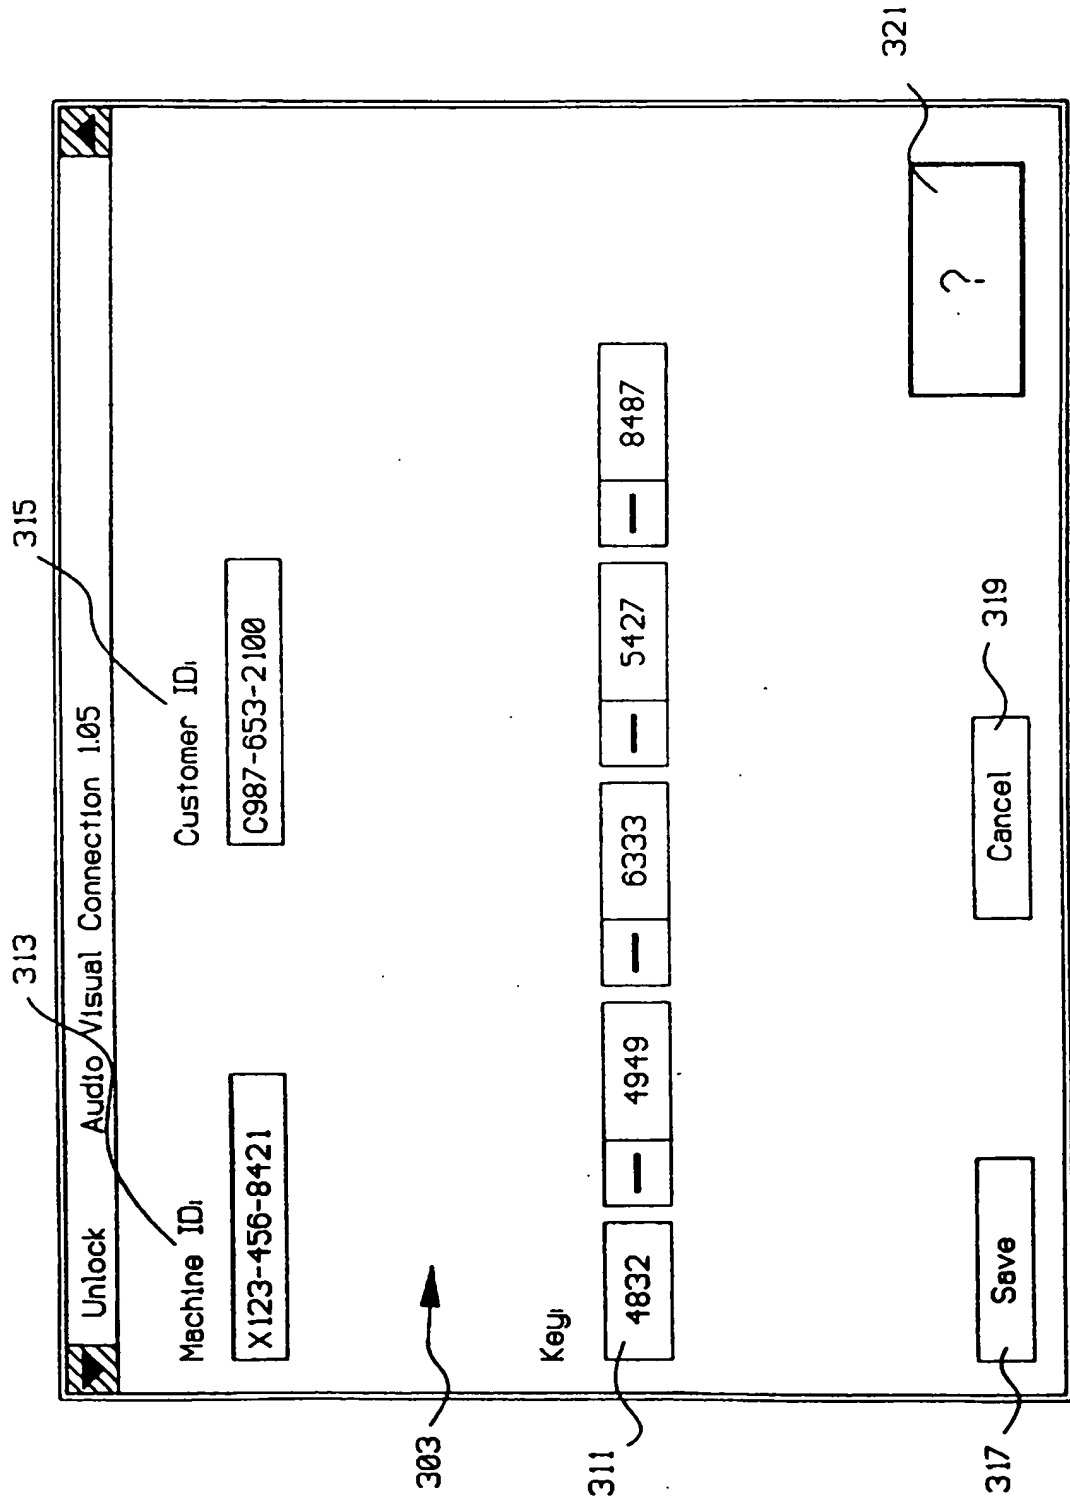 313
315
321
Unlock Audio Visual Connection 1.05
Machine ID: Customer ID:
X123-456-8421 C987-653-2100
303
Key:
311
4832 — 4949 — 6333 — 5427 — 8487
Save Cancel ?
317
319